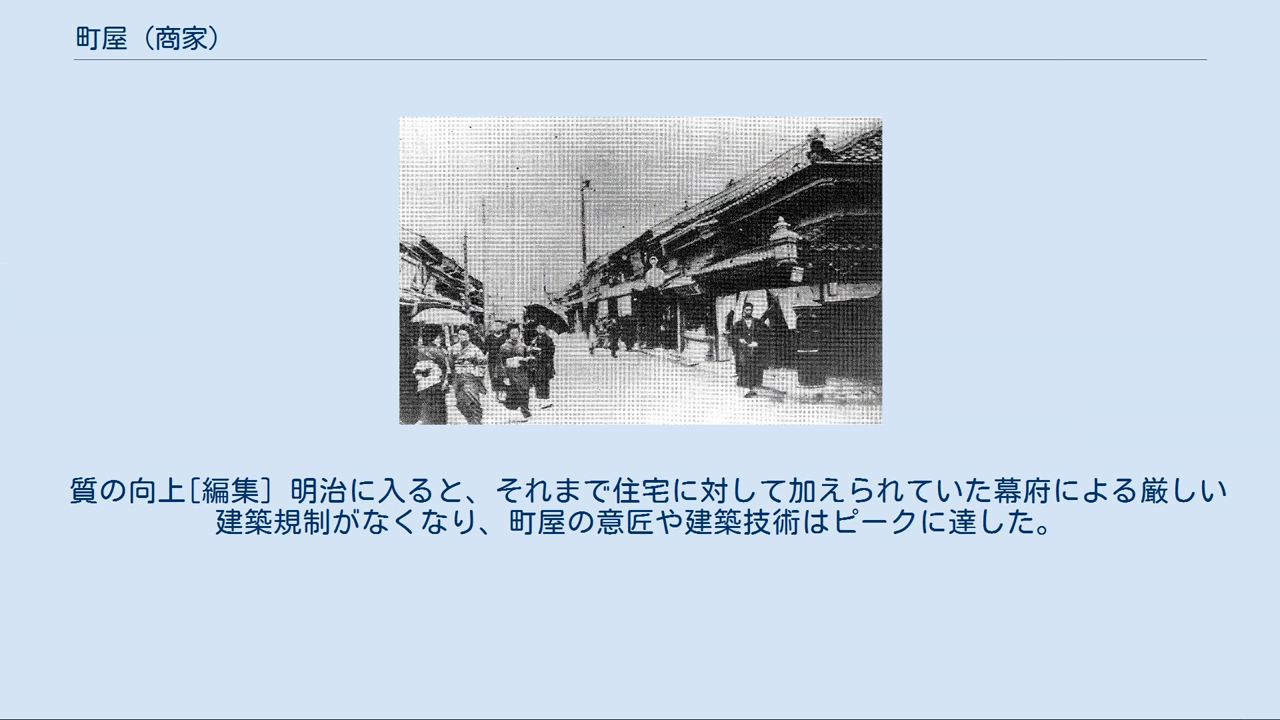 町屋（商家）
質の向上[編集] 明治に入ると、それまで住宅に対して加えられていた幕府による厳しい
建築規制がなくなり、町屋の意匠や建築技術はピークに達した。